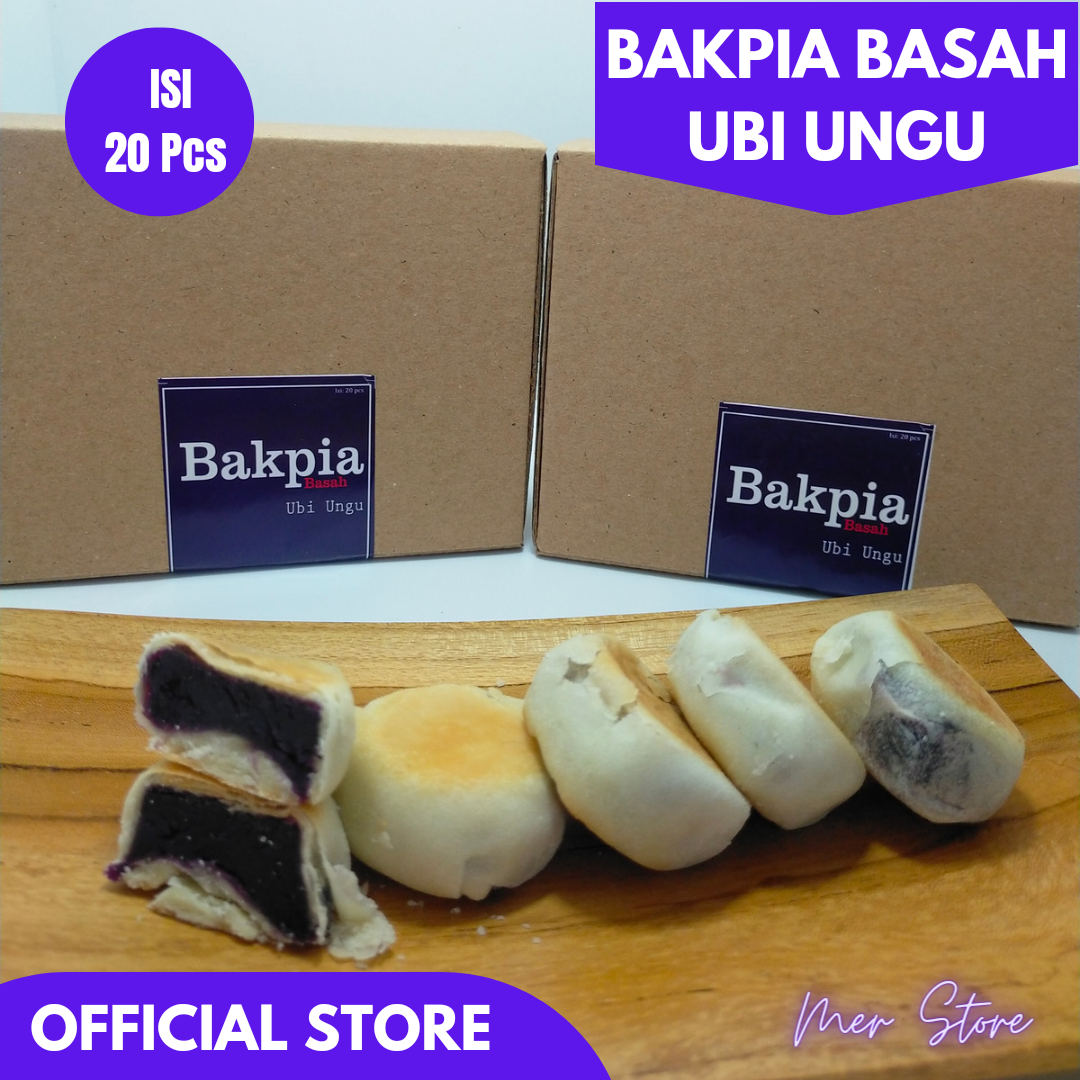 ISI
20 Pcs
BAKPIA BASAH
UBI UNGU
Isi: 20 pcs
Bakpia
Basah
Ubi Ungu
Isi: 20 pcs
Bakpia
Basah
Ubi Ungu
OFFICIAL STORE
Mer Store